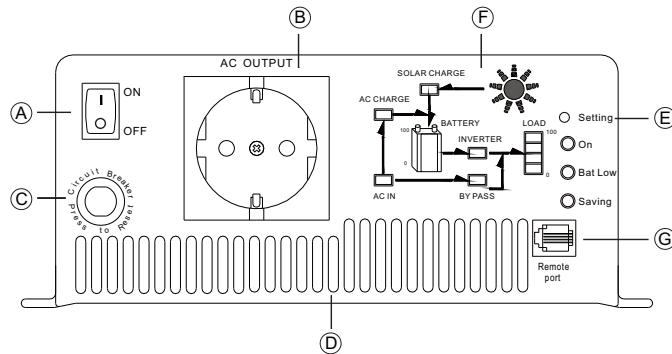 B
F
AC OUTPUT
SOLAR CHARGE
A
ON
OFF
AC CHARGE
BATTERY
LOAD
100
100
INVERTER
0
0
Setting
E
On
Bat Low
Saving
C
Circuit Breaker
Press to Reset
AC IN
BY PASS
G
Remote
port
D